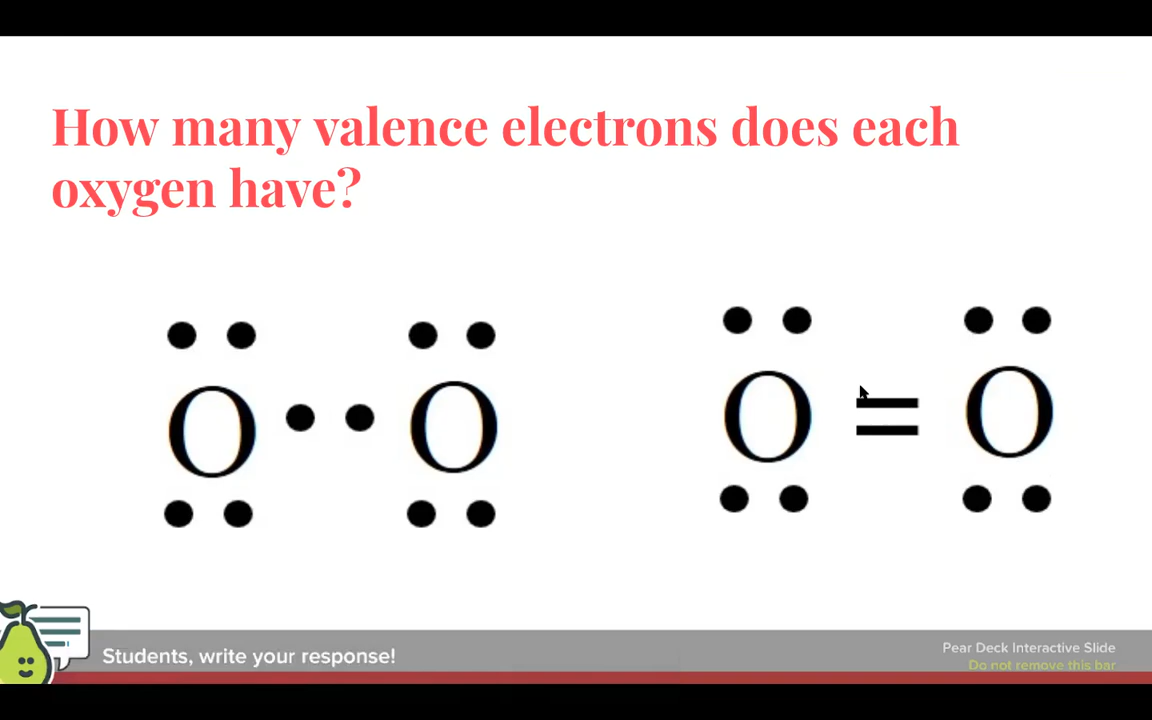 How many valence electrons does each
oxygen have?
O O
O = O
Students, write your response!
Pear Deck Interactive Slide
Do not remove this bar